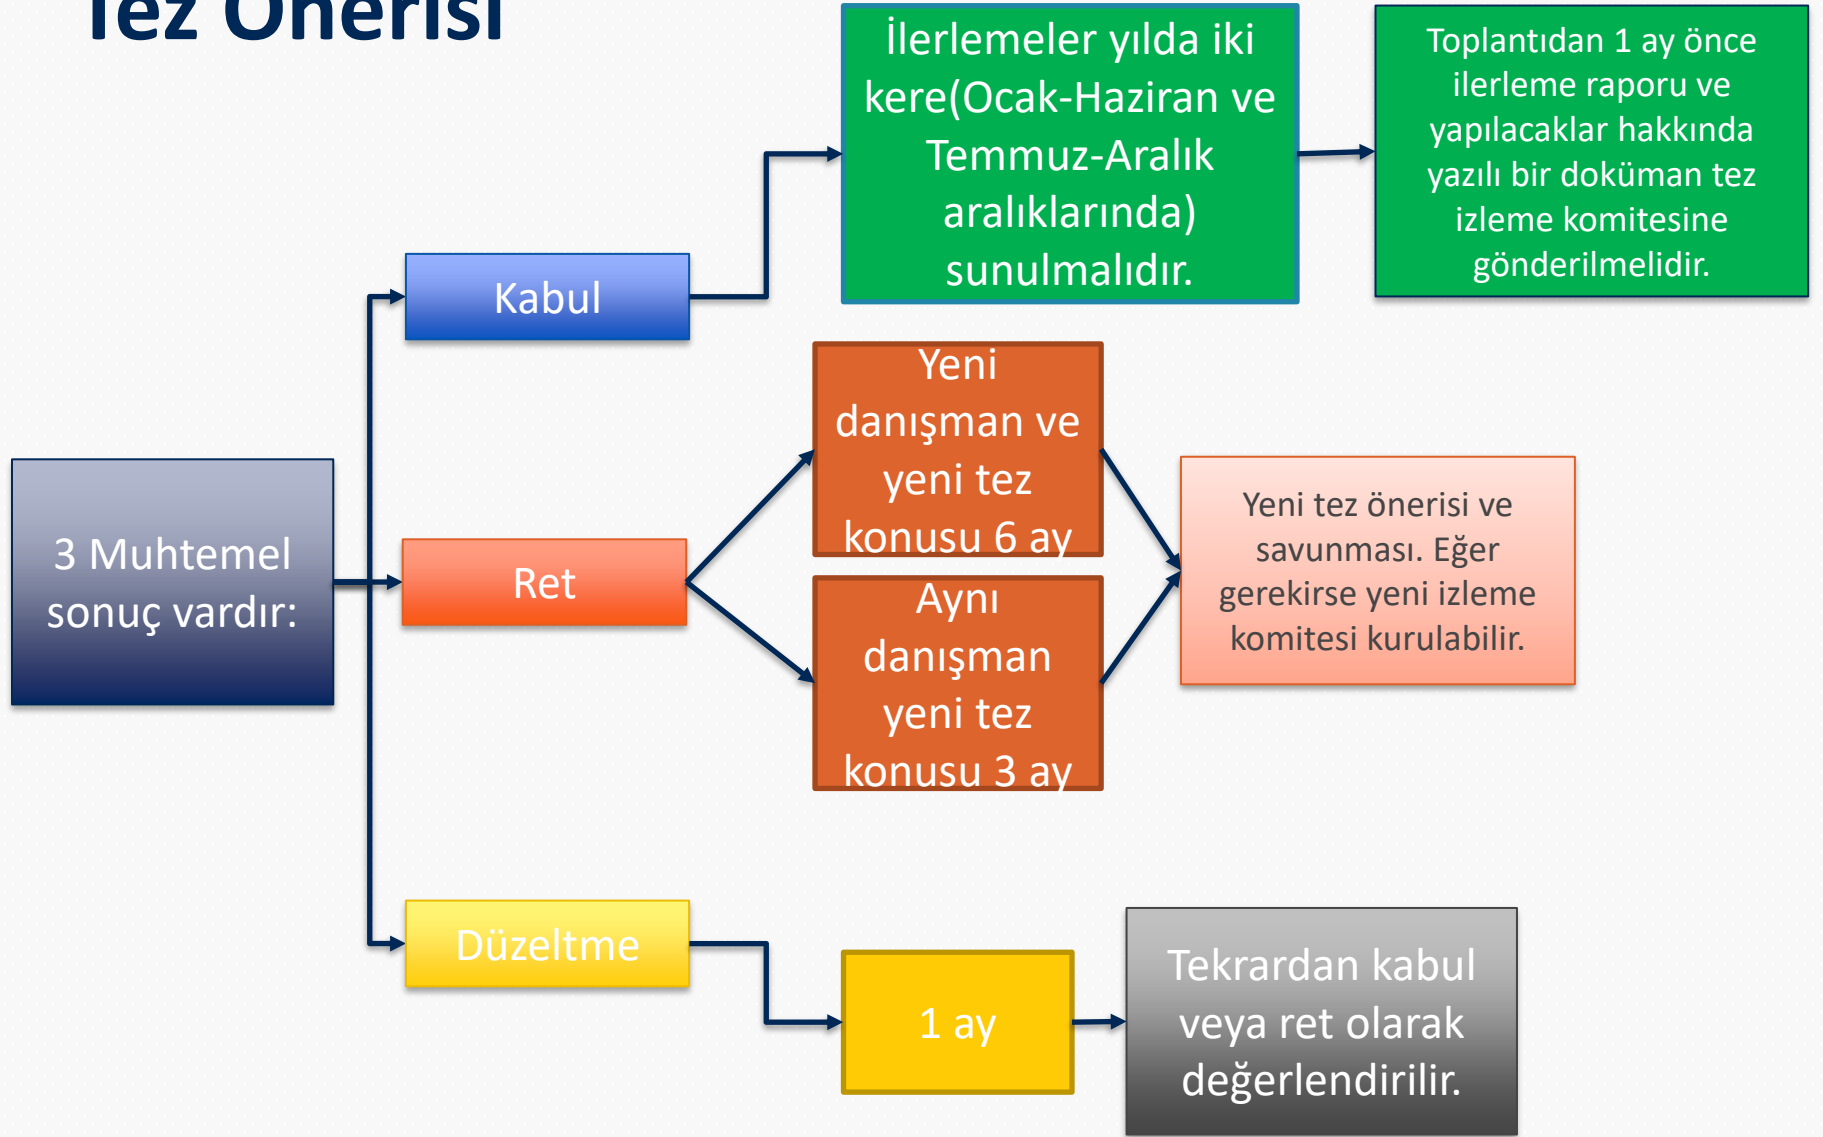 Tez Önerisi
İlerlemeler yılda iki
kere(Ocak-Haziran ve
Temmuz-Aralık
aralıklarında)
sunulmalıdır.
Toplantıdan 1 ay önce
ilerleme raporu ve
yapılacaklar hakkında
yazılı bir doküman tez
izleme komitesine
gönderilmelidir.
Kabul
3 Muhtemel
sonuç vardır:
Ret
Yeni
danışman ve
yeni tez
konusu 6 ay
Aynı
danışman
yeni tez
konusu 3 ay
Yeni tez önerisi ve
savunması. Eğer
gerekirse yeni izleme
komitesi kurulabilir.
Düzeltme
1 ay
Tekrardan kabul
veya ret olarak
değerlendirilir.